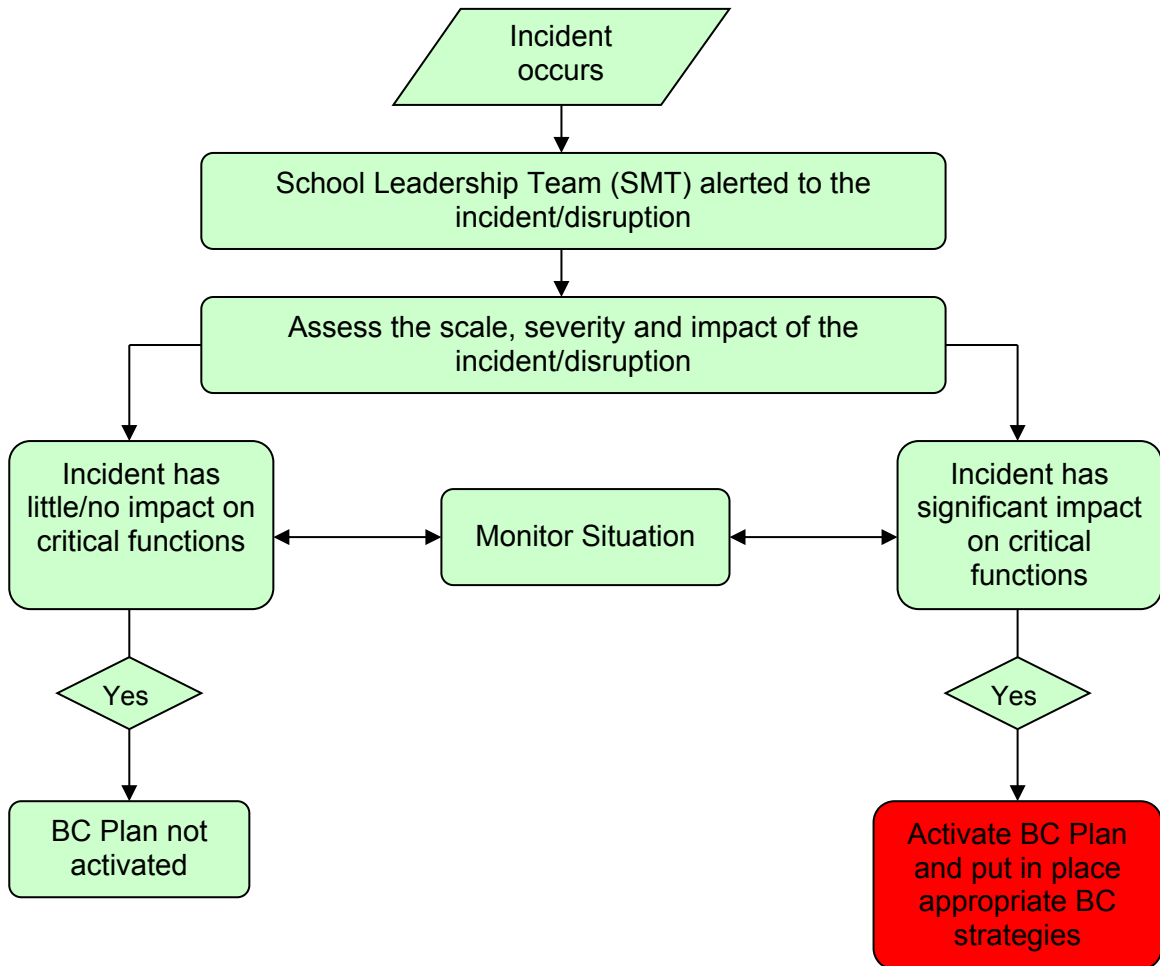 Incident
occurs
School Leadership Team (SMT) alerted to the
incident/disruption
Assess the scale, severity and impact of the
incident/disruption
Incident has
little/no impact on
critical functions
Monitor Situation
Incident has
significant impact
on critical
functions
Yes
Yes
BC Plan not
activated
Activate BC Plan
and put in place
appropriate BC
strategies